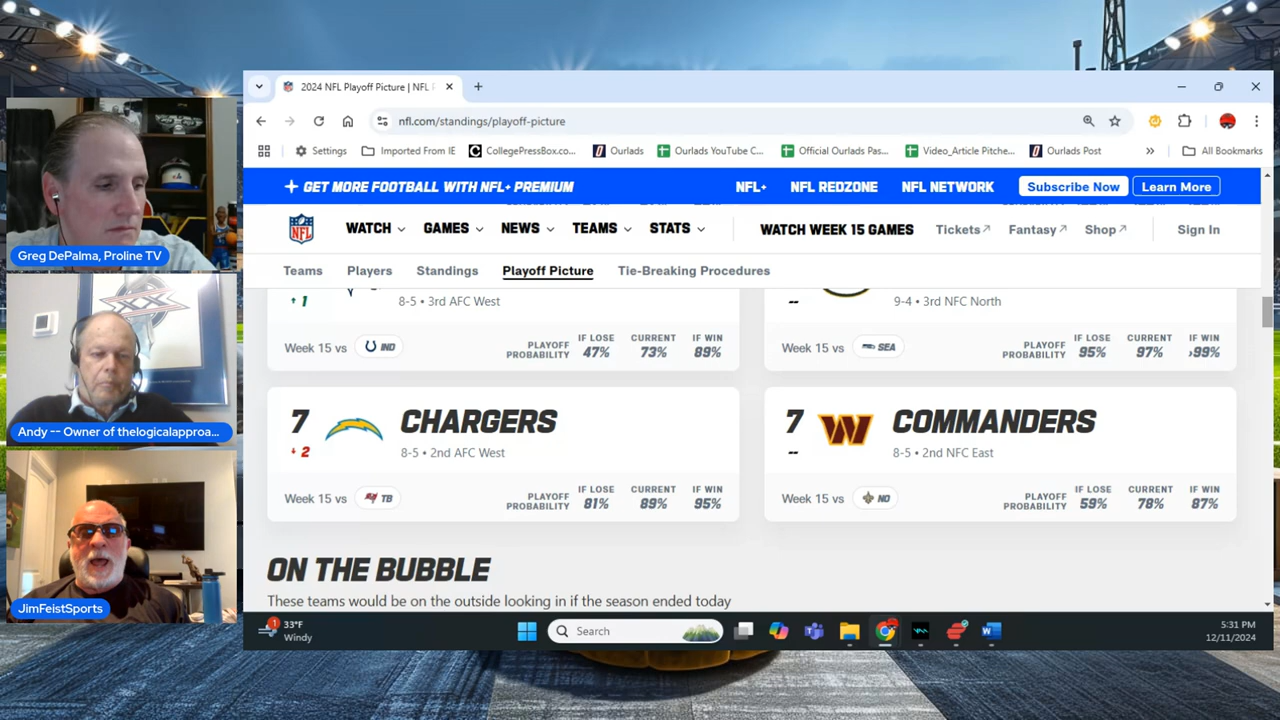 2024 NFL Playoff Picture | NFL
nfl.com/standings/playoff-picture
Settings
Imported From IE
CollegePressBox.co...
Ourlads
Ourlads YouTube C...
Official Ourlads Pas...
Video_Article Pitche...
Ourlads Post
All Bookmarks
GET MORE FOOTBALL WITH NFL+ PREMIUM
NFL+
NFL REDZONE
NFL NETWORK
Subscribe Now
Learn More
NFL
WATCH
GAMES
NEWS
TEAMS
STATS
WATCH WEEK 15 GAMES
Tickets
Fantasy
Shop
Sign In
Teams
Players
Standings
Playoff Picture
Tie-Breaking Procedures
1
8-5 • 3rd AFC West
Week 15 vs
IND
PLAYOFF PROBABILITY
IF LOSE
47%
CURRENT
73%
IF WIN
89%
--
9-4 • 3rd NFC North
Week 15 vs
SEA
PLAYOFF PROBABILITY
IF LOSE
95%
CURRENT
97%
IF WIN
>99%
7
2
CHARGERS
8-5 • 2nd AFC West
Week 15 vs
TB
PLAYOFF PROBABILITY
IF LOSE
81%
CURRENT
89%
IF WIN
95%
7
--
W
COMMANDERS
8-5 • 2nd NFC East
Week 15 vs
NO
PLAYOFF PROBABILITY
IF LOSE
59%
CURRENT
78%
IF WIN
87%
ON THE BUBBLE
These teams would be on the outside looking in if the season ended today
1
33°F
Windy
Search
5:31 PM
12/11/2024
Greg DePalma, Proline TV
Andy -- Owner of thelogicalapproa...
JimFeistSports